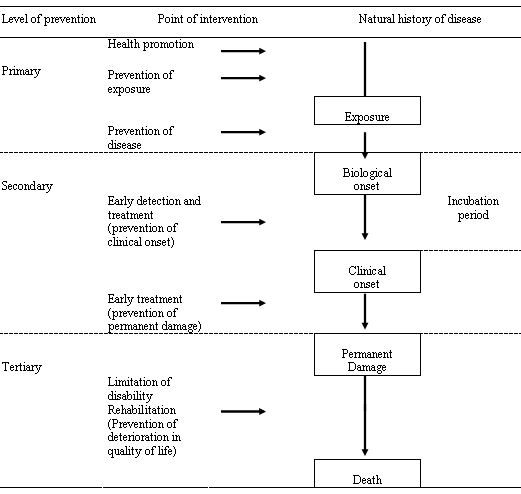 Level of prevention Point of intervention Natural history of disease
Health promotion
Primary
Prevention of
exposure
Exposure
Prevention of
disease
Biological
onset
Secondary
Early detection and
treatment
(prevention of
clinical onset)
Incubation
period
Clinical
onset
Early treatment
(prevention of
permanent damage)
Permanent
Damage
Tertiary
Limitation of
disability
Rehabilitation
(Prevention of
deterioration in
quality of life)
Death